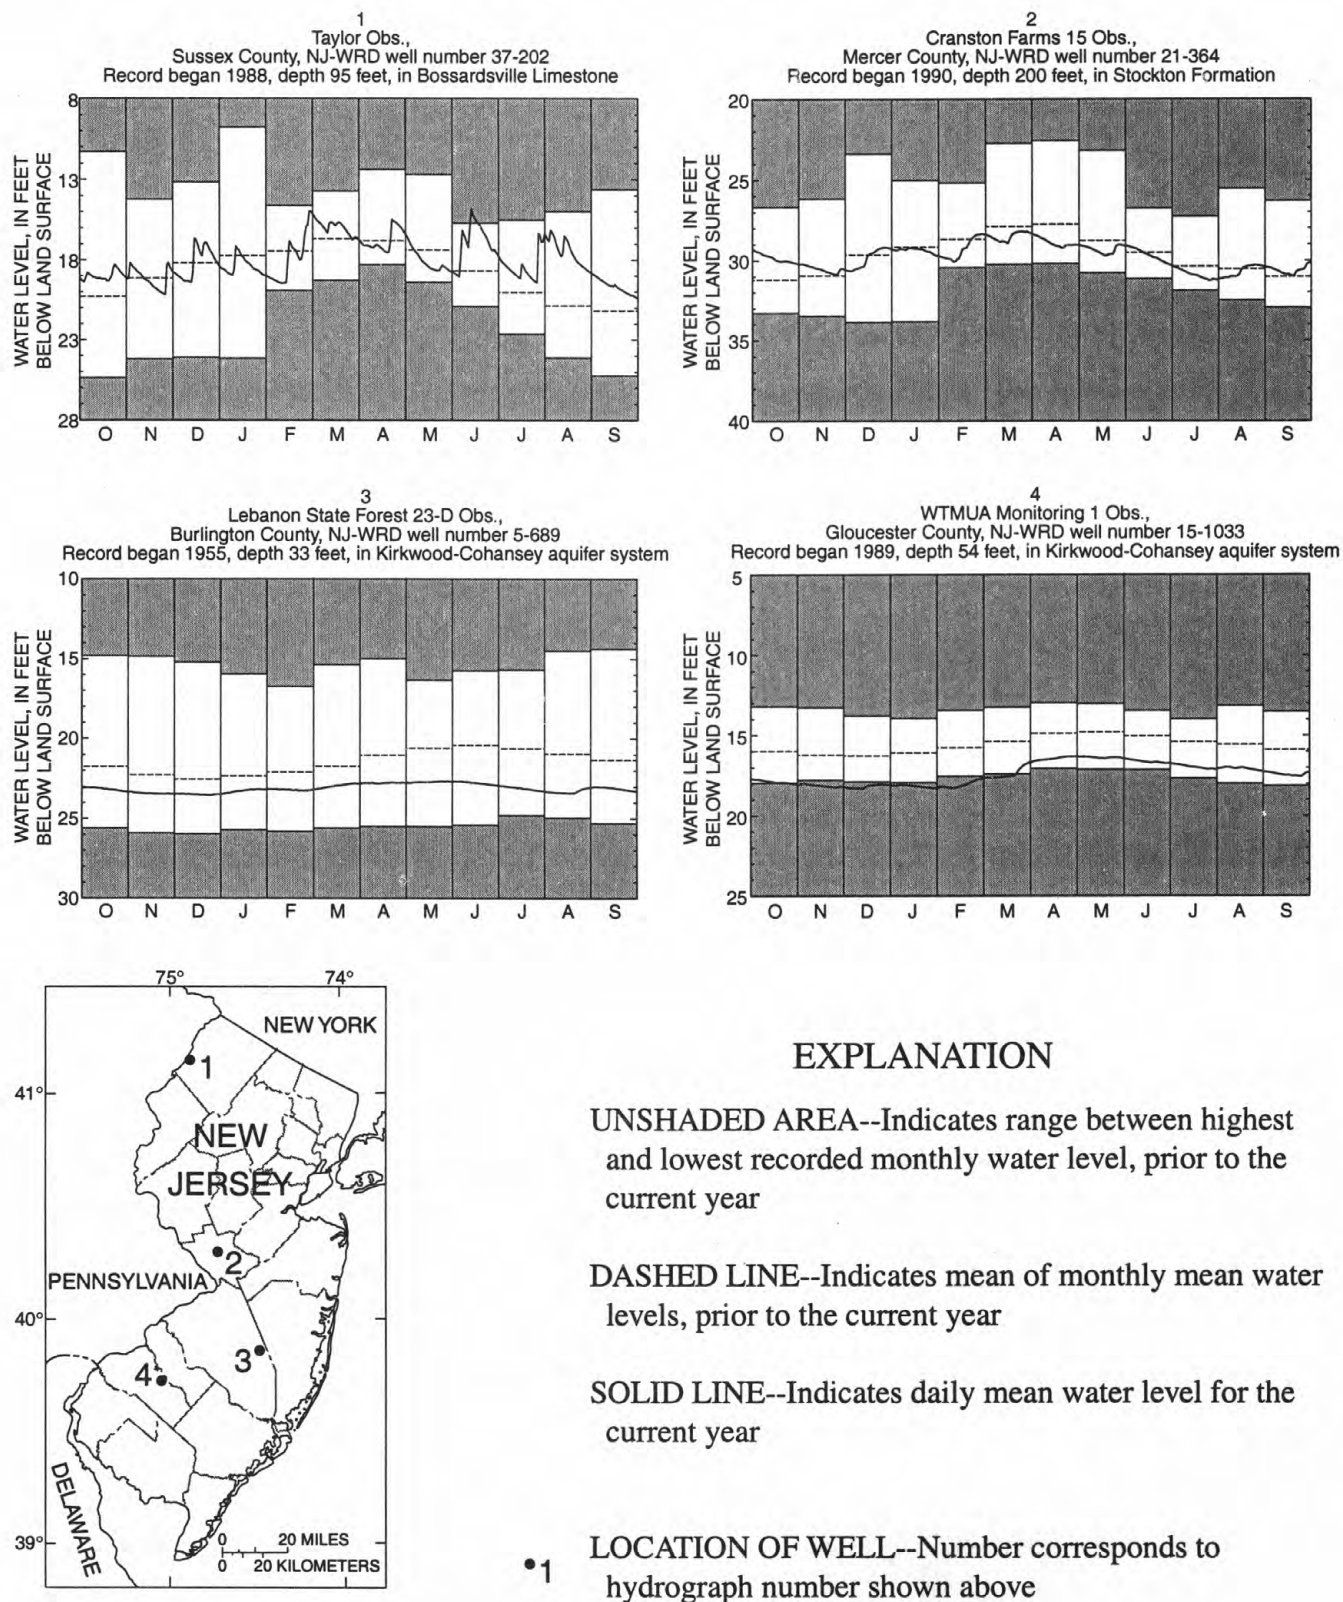 1
Taylor Obs.,
Sussex County, NJ-WRD well number 37-202
Record began 1988, depth 95 feet, in Bossardsville Limestone
WATER LEVEL, IN FEET
BELOW LAND SURFACE
8
13
18
23
28
O N D J F M A M J J A S
2
Cranston Farms 15 Obs.,
Mercer County, NJ-WRD well number 21-364
Record began 1990, depth 200 feet, in Stockton Formation
WATER LEVEL, IN FEET
BELOW LAND SURFACE
20
25
30
35
40
O N D J F M A M J J A S
3
Lebanon State Forest 23-D Obs.,
Burlington County, NJ-WRD well number 5-689
Record began 1955, depth 33 feet, in Kirkwood-Cohansey aquifer system
WATER LEVEL, IN FEET
BELOW LAND SURFACE
10
15
20
25
30
O N D J F M A M J J A S
4
WTMUA Monitoring 1 Obs.,
Gloucester County, NJ-WRD well number 15-1033
Record began 1989, depth 54 feet, in Kirkwood-Cohansey aquifer system
WATER LEVEL, IN FEET
BELOW LAND SURFACE
5
10
15
20
25
O N D J F M A M J J A S
75° 74°
NEW YORK
1
41°
NEW
JERSEY
2
PENNSYLVANIA
40°
3
4
DELAWARE
39°
0 20 MILES
0 20 KILOMETERS
EXPLANATION
UNSHADED AREA--Indicates range between highest
and lowest recorded monthly water level, prior to the
current year
DASHED LINE--Indicates mean of monthly mean water
levels, prior to the current year
SOLID LINE--Indicates daily mean water level for the
current year
•1 LOCATION OF WELL--Number corresponds to
hydrograph number shown above